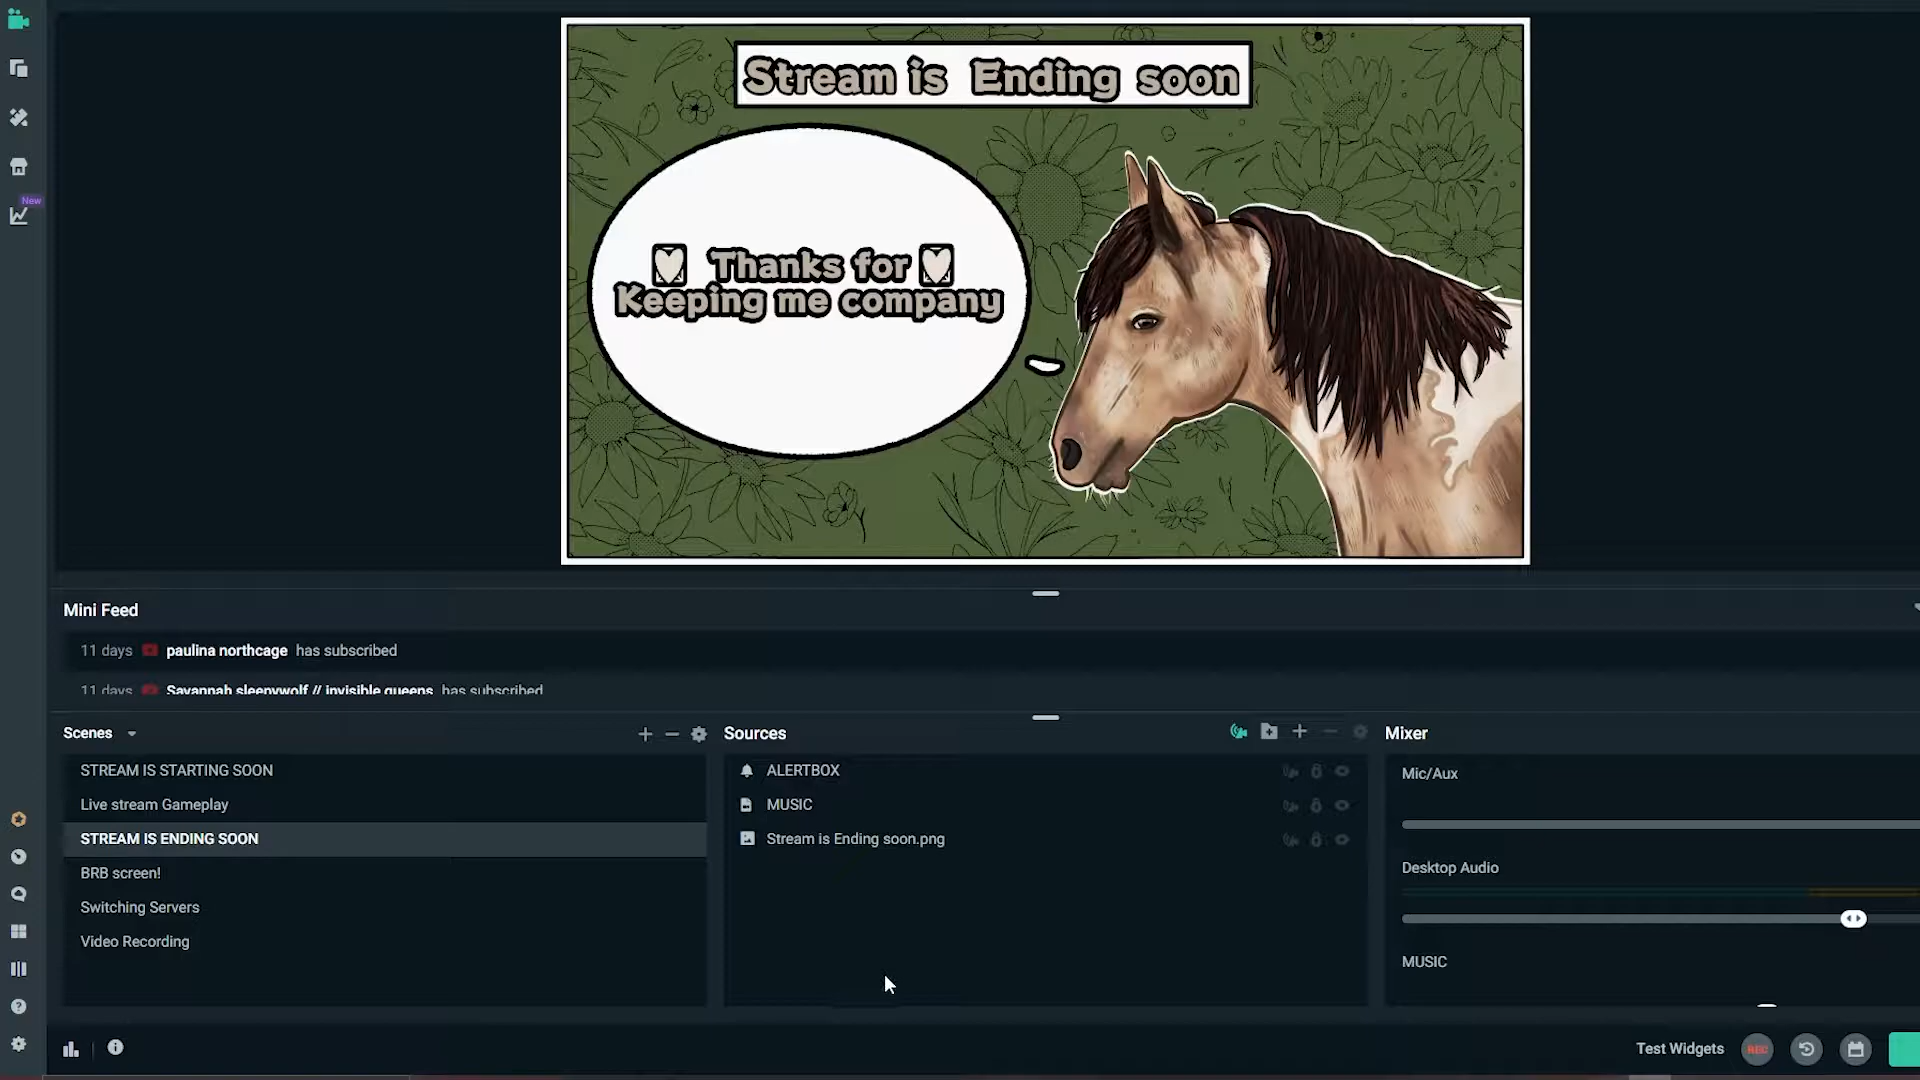 Stream is Ending soon
Thanks for
Keeping me company
New
Mini Feed
11 days paulina northcage has subscribed
11 days Savannah sleepywolf // invisible queens has subscribed
Scenes
STREAM IS STARTING SOON
Live stream Gameplay
STREAM IS ENDING SOON
BRB screen!
Switching Servers
Video Recording
Sources
ALERTBOX
MUSIC
Stream is Ending soon.png
Mixer
Mic/Aux
Desktop Audio
MUSIC
Test Widgets
REC